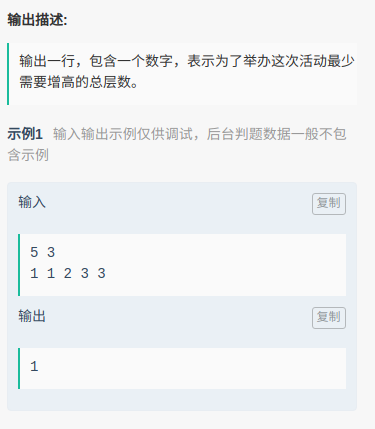 输出描述:
输出一行，包含一个数字，表示为了举办这次活动最少
需要增高的总层数。
示例1 输入输出示例仅供调试，后台判题数据一般不包
含示例
输入 复制
5 3
1 1 2 3 3
输出 复制
1